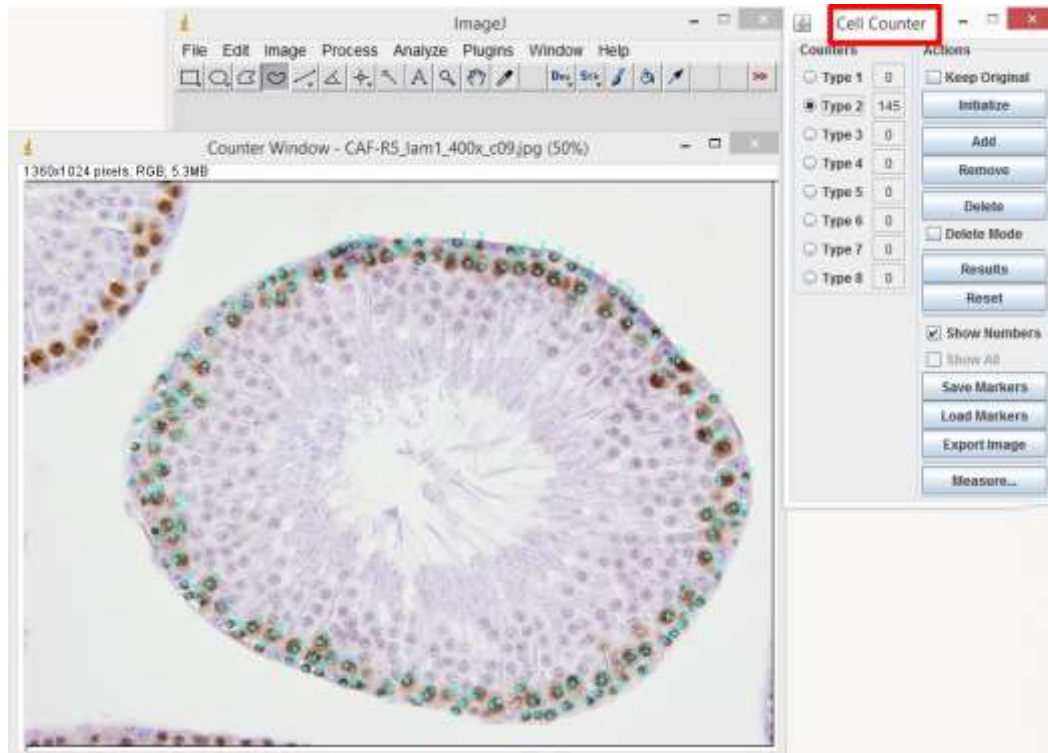 ImageJ
File Edit Image Process Analyze Plugins Window Help
Dev Stk
Counter Window - CAF-R5_lam1_400x_c09.jpg (50%)
1360x1024 pixels; RGB; 5.3MB
Cell Counter
Counters
Type 1 0
Type 2 145
Type 3 0
Type 4 0
Type 5 0
Type 6 0
Type 7 0
Type 8 0
Actions
Keep Original
Initialize
Add
Remove
Delete
Delete Mode
Results
Reset
Show Numbers
Show All
Save Markers
Load Markers
Export Image
Measure...